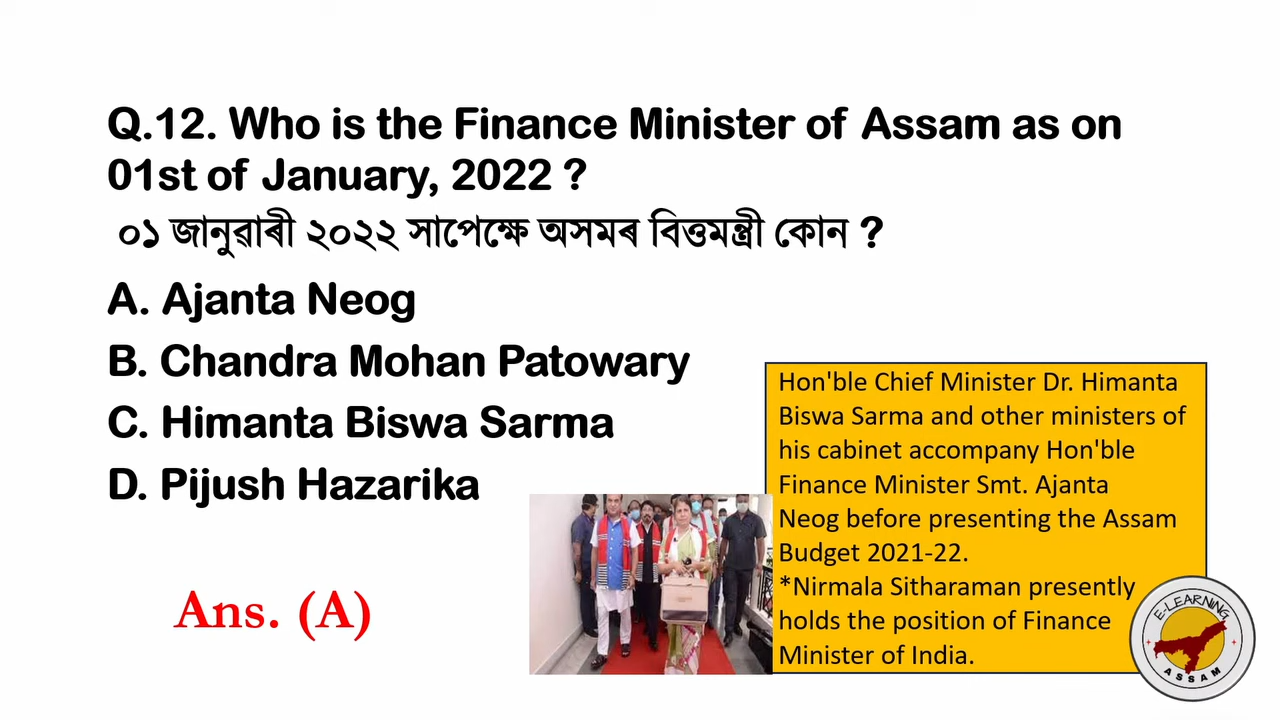 Q.12. Who is the Finance Minister of Assam as on
01st of January, 2022 ?
০১ জানুৱাৰী ২০২২ সাপেক্ষে অসমৰ বিত্তমন্ত্ৰী কোন ?
A. Ajanta Neog
B. Chandra Mohan Patowary
C. Himanta Biswa Sarma
D. Pijush Hazarika
Ans. (A)
Hon'ble Chief Minister Dr. Himanta
Biswa Sarma and other ministers of
his cabinet accompany Hon'ble
Finance Minister Smt. Ajanta
Neog before presenting the Assam
Budget 2021-22.
*Nirmala Sitharaman presently
holds the position of Finance
Minister of India.
E-LEARNING
ASSAM